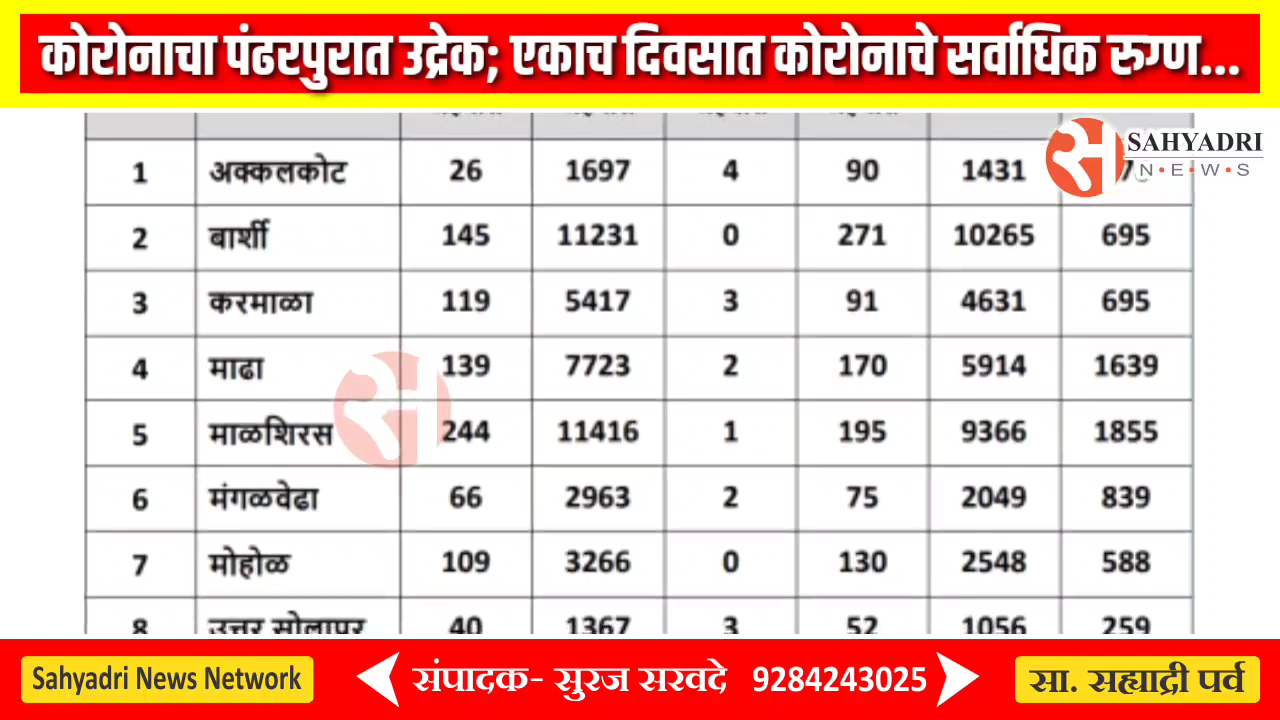 कोरोनाचा पंढरपुरात उद्रेक; एकाच दिवसात कोरोनाचे सर्वाधिक रुग्ण...
SAHYADRI
N•E•W•S
1 अक्कलकोट 26 1697 4 90 1431
2 बार्शी 145 11231 0 271 10265 695
3 करमाळा 119 5417 3 91 4631 695
4 माढा 139 7723 2 170 5914 1639
5 माळशिरस 244 11416 1 195 9366 1855
6 मंगळवेढा 66 2963 2 75 2049 839
7 मोहोळ 109 3266 0 130 2548 588
8 उत्तर सोलापूर 40 1367 3 52 1056 259
Sahyadri News Network
संपादक- सुरज सरवदे 9284243025
सा. सह्याद्री पर्व